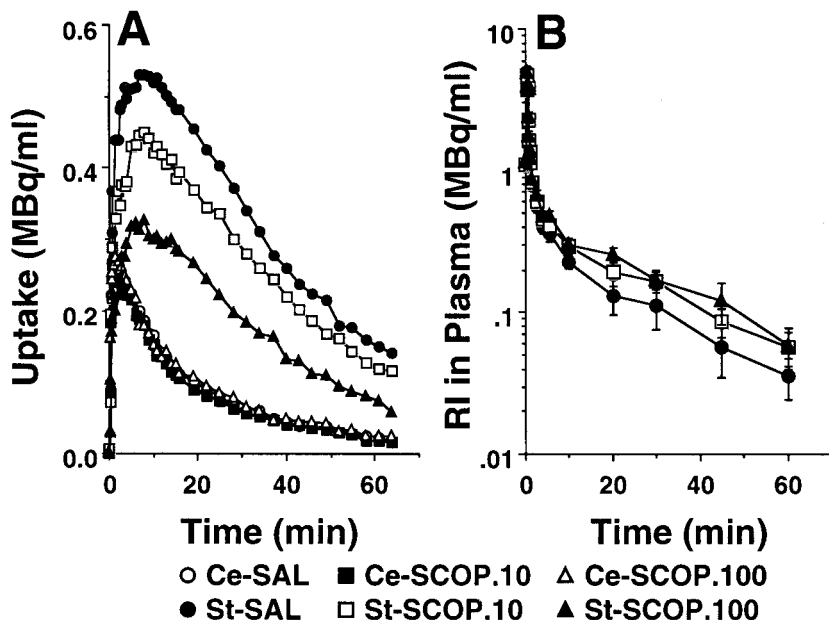 A
Uptake (MBq/ml)
0.6
0.4
0.2
0.0
0 20 40 60
Time (min)
B
RI in Plasma (MBq/ml)
10
1
.1
.01
0 20 40 60
Time (min)
Ce-SAL Ce-SCOP.10 Ce-SCOP.100
St-SAL St-SCOP.10 St-SCOP.100